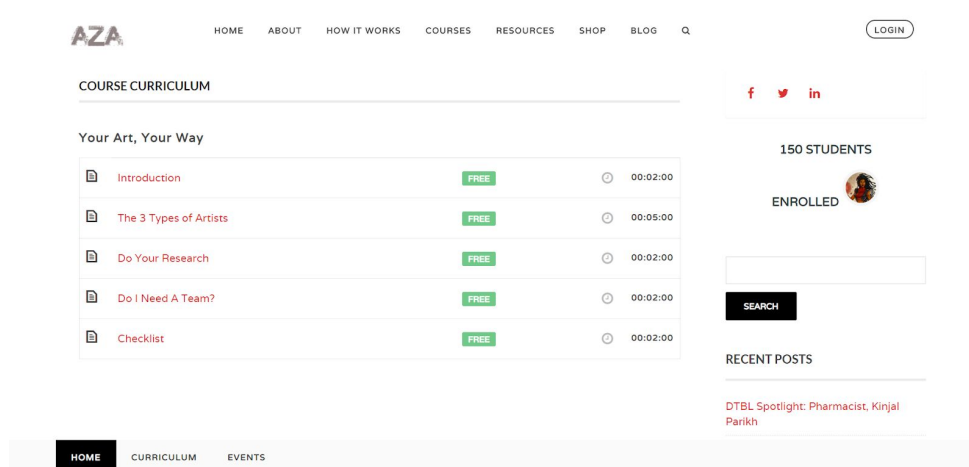 AZA
HOME ABOUT HOW IT WORKS COURSES RESOURCES SHOP BLOG LOGIN
COURSE CURRICULUM
Your Art, Your Way
Introduction FREE 00:02:00
The 3 Types of Artists FREE 00:05:00
Do Your Research FREE 00:02:00
Do I Need A Team? FREE 00:02:00
Checklist FREE 00:02:00
150 STUDENTS
ENROLLED
SEARCH
RECENT POSTS
DTBL Spotlight: Pharmacist, Kinjal
Parikh
HOME CURRICULUM EVENTS